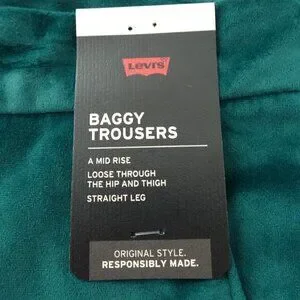 Levi's
BAGGY
TROUSERS
A MID RISE
LOOSE THROUGH
THE HIP AND THIGH
STRAIGHT LEG
ORIGINAL STYLE.
RESPONSIBLY MADE.